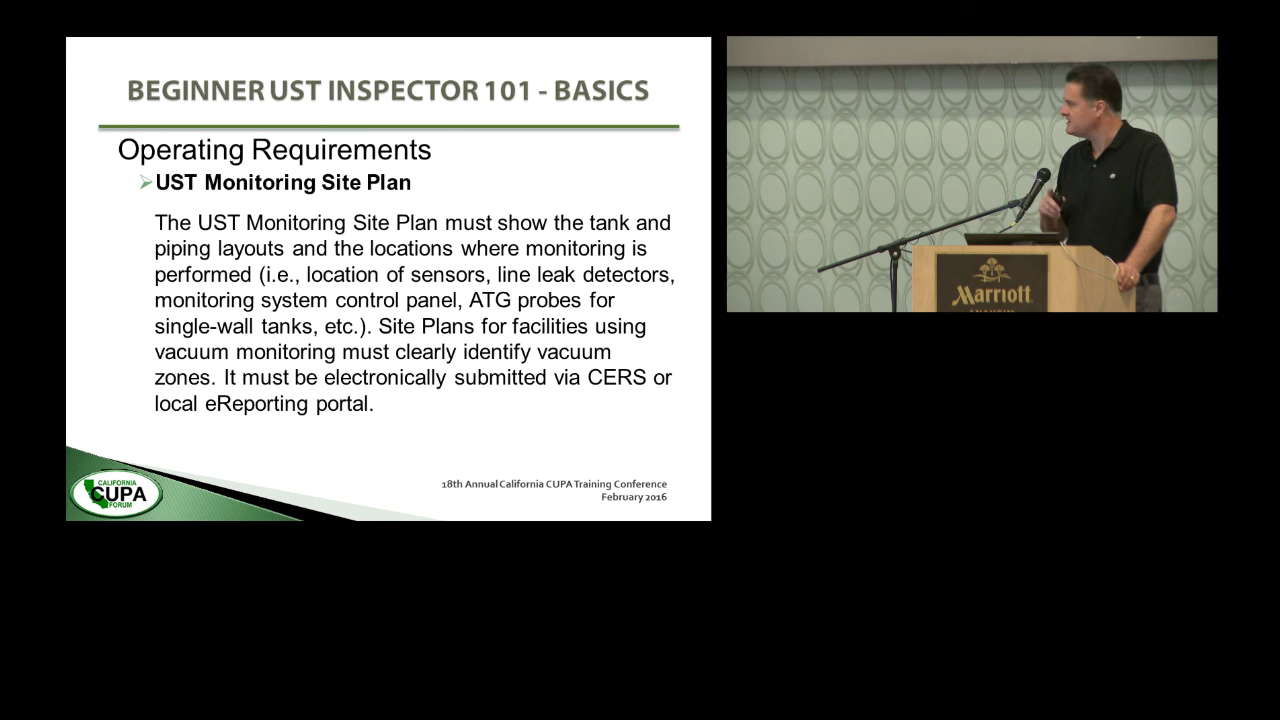 BEGINNER UST INSPECTOR 101 - BASICS
Operating Requirements
UST Monitoring Site Plan
The UST Monitoring Site Plan must show the tank and
piping layouts and the locations where monitoring is
performed (i.e., location of sensors, line leak detectors,
monitoring system control panel, ATG probes for
single-wall tanks, etc.). Site Plans for facilities using
vacuum monitoring must clearly identify vacuum
zones. It must be electronically submitted via CERS or
local eReporting portal.
CALIFORNIA
CUPA
FORUM
18th Annual California CUPA Training Conference
February 2016
Marriott